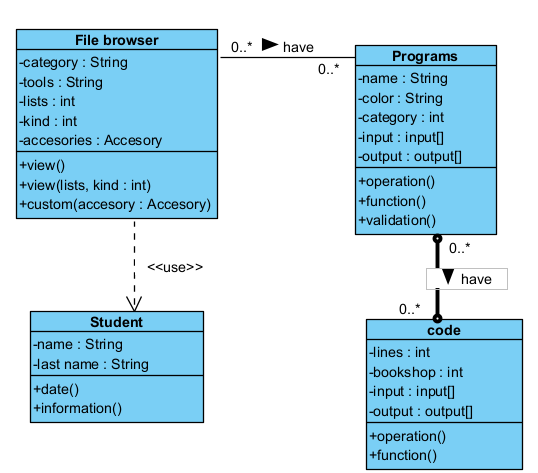 File browser
-category : String
-tools : String
-lists : int
-kind : int
-accesories : Accesory
+view()
+view(lists, kind : int)
+custom(accesory : Accesory)
0..* have
0..*
Programs
-name : String
-color : String
-category : int
-input : input[]
-output : output[]
+operation()
+function()
+validation()
<<use>>
0..*
have
0..*
Student
-name : String
-last name : String
+date()
+information()
code
-lines : int
-bookshop : int
-input : input[]
-output : output[]
+operation()
+function()